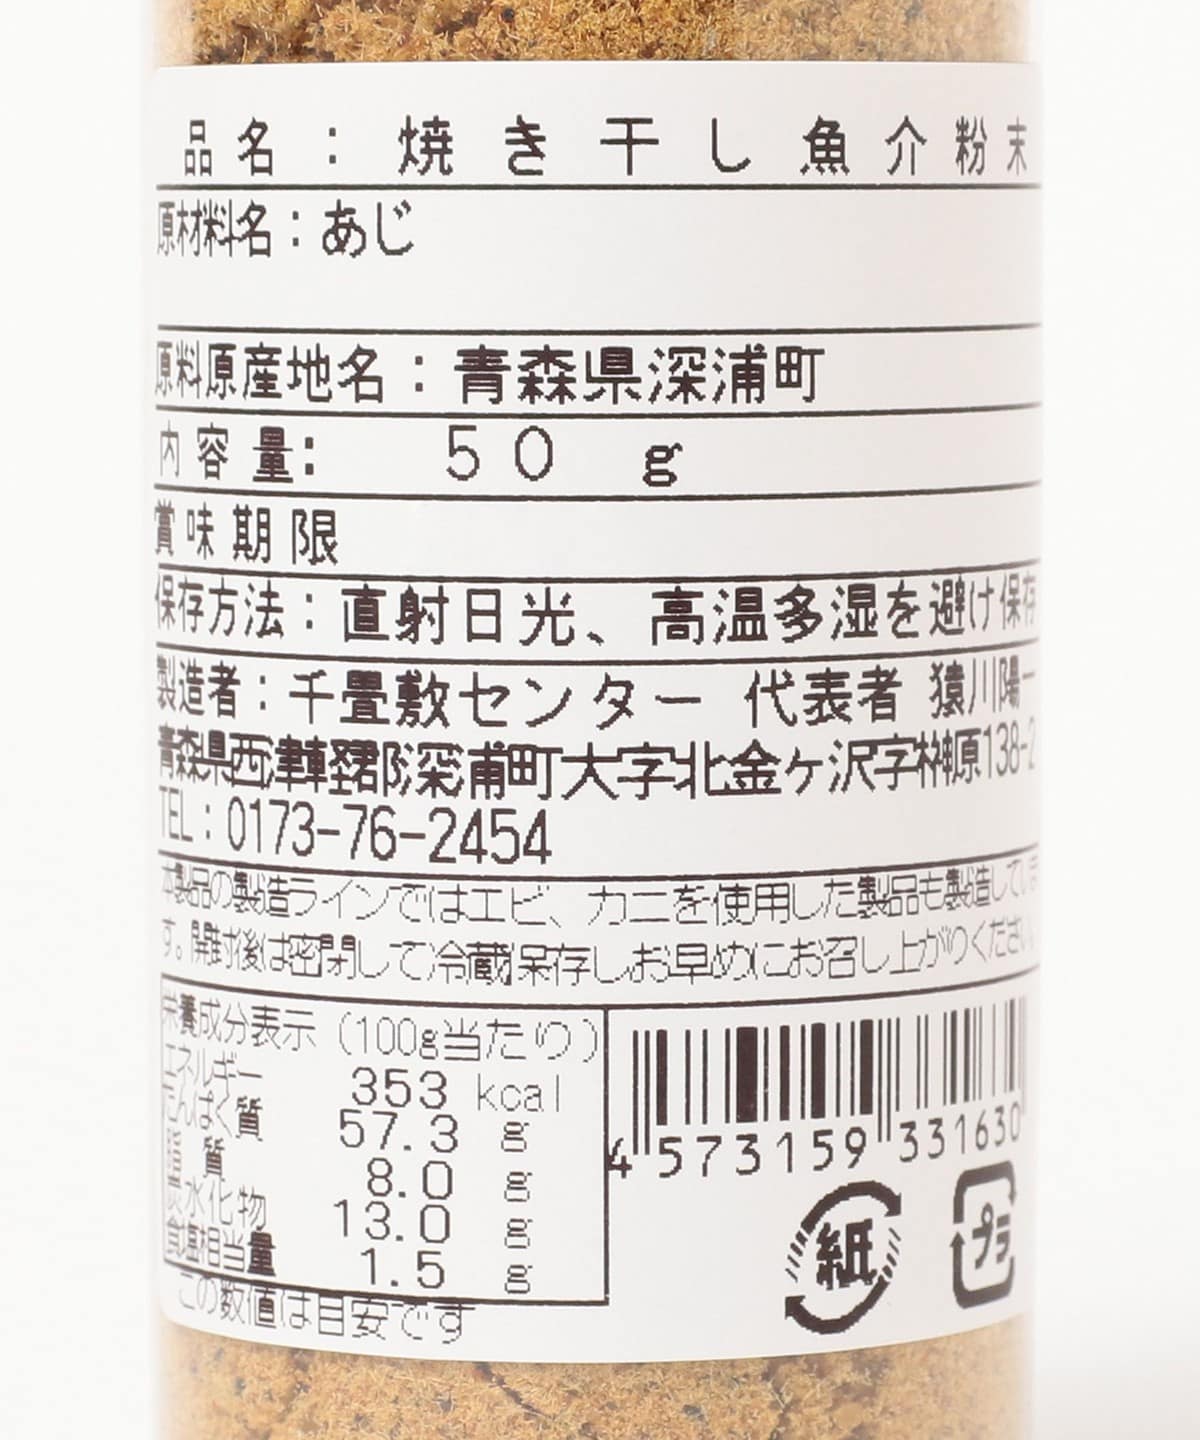 品名:焼き干し魚介粉末
原材料名:あじ
原料原産地名:青森県深浦町
内容量: 50 g
賞味期限
保存方法:直射日光、高温多湿を避け保存
製造者:千畳敷センター 代表者 猿川陽一
青森県西津軽郡深浦町大字北金ヶ沢字榊原138-2
TEL:0173-76-2454
本製品の製造ラインではエビ、カニを使用した製品も製造していま
す。開封後は密閉して冷蔵保存しお早めにお召し上がりください
栄養成分表示(100g当たり)
エネルギー 353 kcal
たんぱく質 57.3 g
脂質 8.0 g
炭水化物 13.0 g
食塩相当量 1.5 g
この数値は目安です
4 573159 331630
紙
プラ